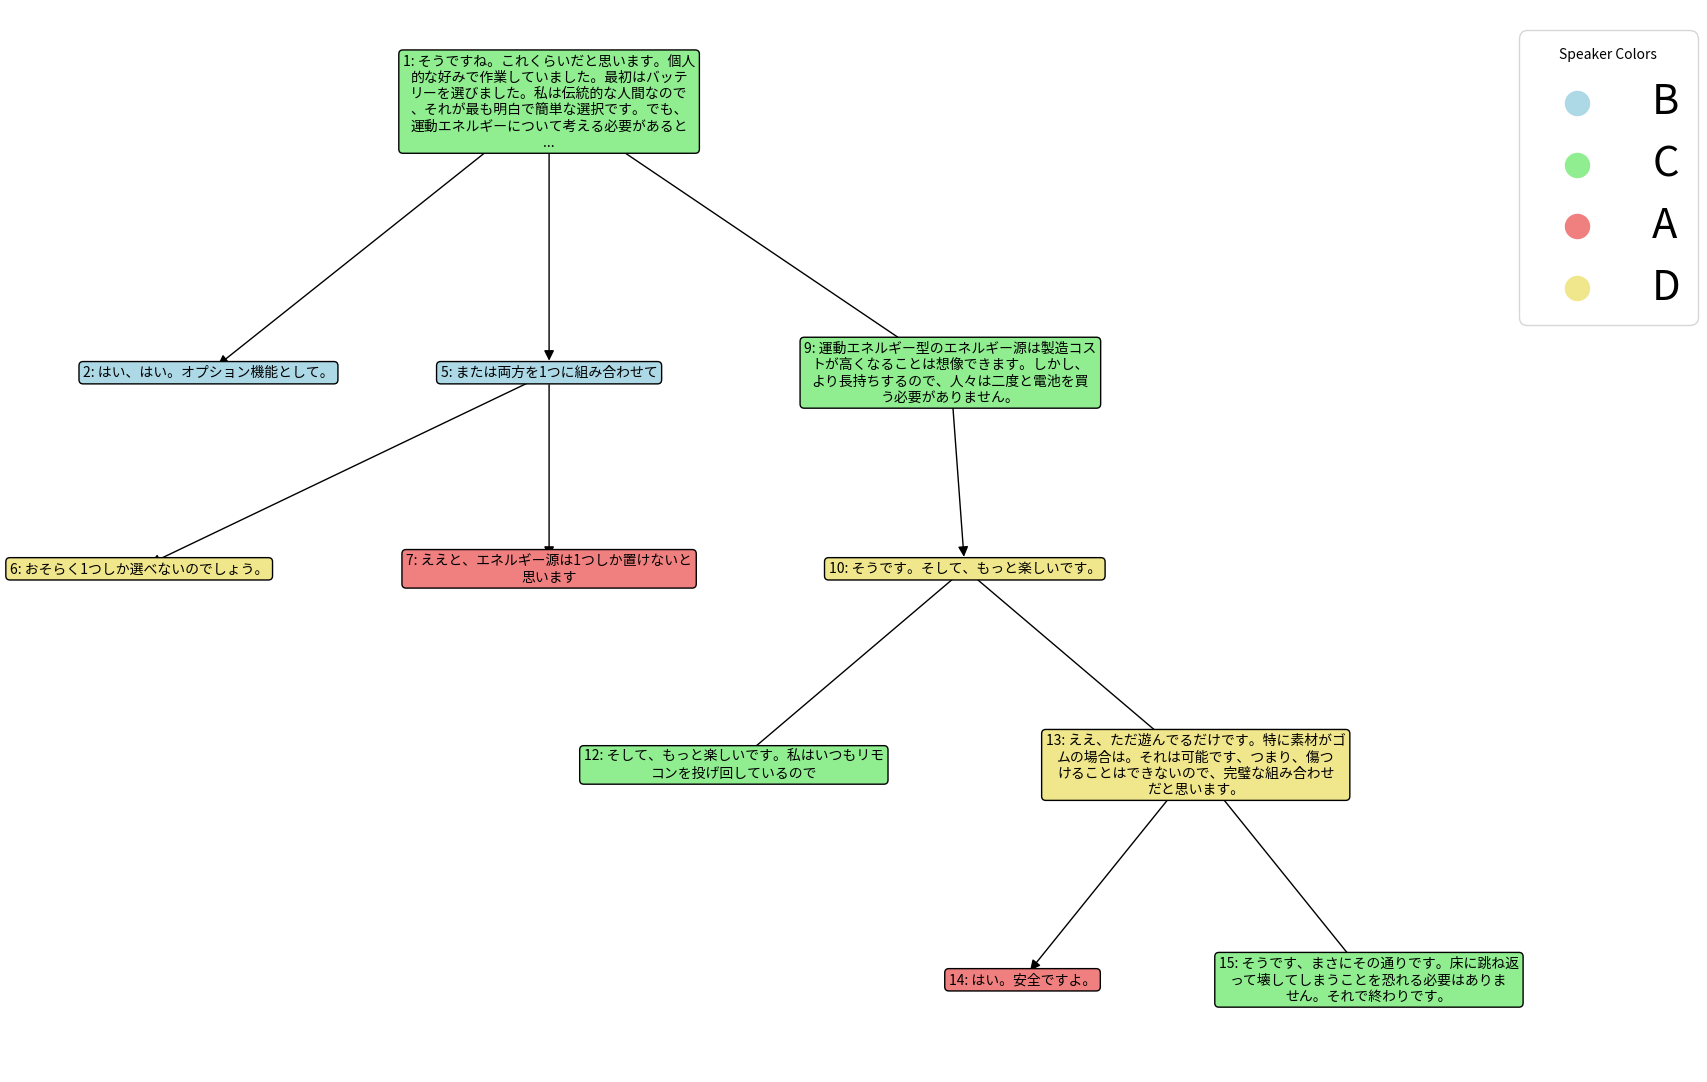 1: そうですね。これくらいだと思います。個人
的な好みで作業していました。最初はバッテ
リーを選びました。私は伝統的な人間なので
、それが最も明白で簡単な選択です。でも、
運動エネルギーについて考える必要があると
...
Speaker Colors
B
C
A
D
2: はい、はい。オプション機能として。
5: または両方を1つに組み合わせて
9: 運動エネルギー型のエネルギー源は製造コス
トが高くなることは想像できます。しかし、
より長持ちするので、人々は二度と電池を買
う必要がありません。
6: おそらく1つしか選べないのでしょう。
7: ええと、エネルギー源は1つしか置けないと
思います
10: そうです。そして、もっと楽しいです。
12: そして、もっと楽しいです。私はいつもリモ
コンを投げ回しているので
13: ええ、ただ遊んでるだけです。特に素材がゴ
ムの場合は。それは可能です、つまり、傷つ
けることはできないので、完璧な組み合わせ
だと思います。
14: はい。安全ですよ。
15: そうです、まさにその通りです。床に跳ね返
って壊してしまうことを恐れる必要はありま
せん。それで終わりです。